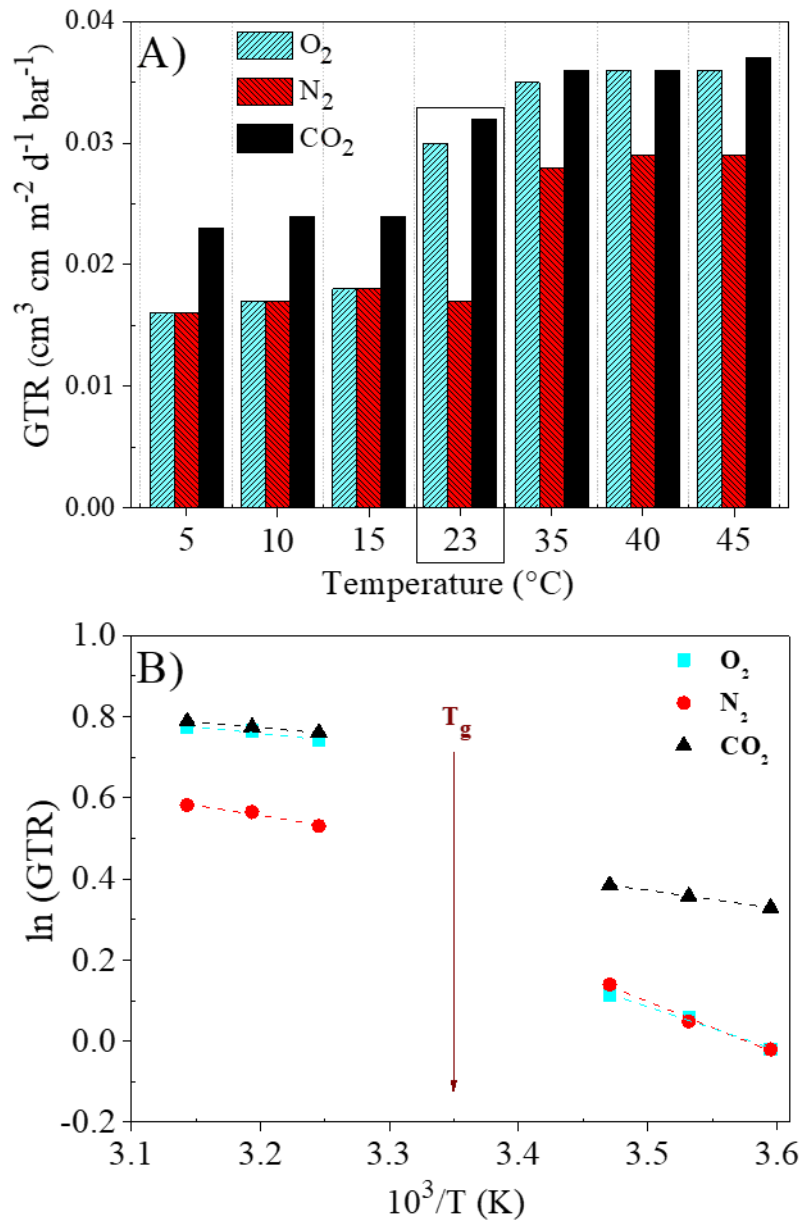 A)
O₂
N₂
CO₂
GTR (cm³ cm m⁻² d⁻¹ bar⁻¹)
0.04
0.03
0.02
0.01
0.00
5 10 15 23 35 40 45
Temperature (°C)
B)
O₂
N₂
CO₂
T_g
ln (GTR)
1.0
0.8
0.6
0.4
0.2
0.0
-0.2
3.1 3.2 3.3 3.4 3.5 3.6
10³/T (K)